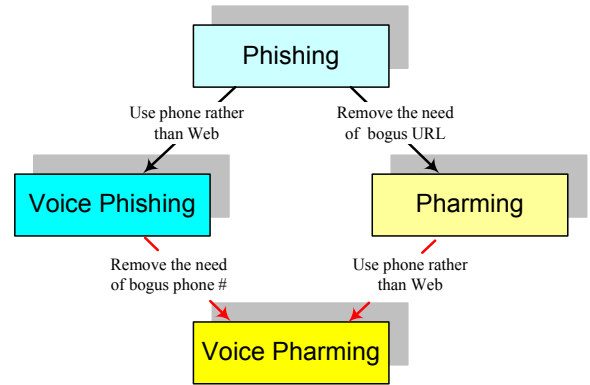 Phishing
Use phone rather
than Web
Remove the need
of bogus URL
Voice Phishing
Pharming
Remove the need
of bogus phone #
Use phone rather
than Web
Voice Pharming